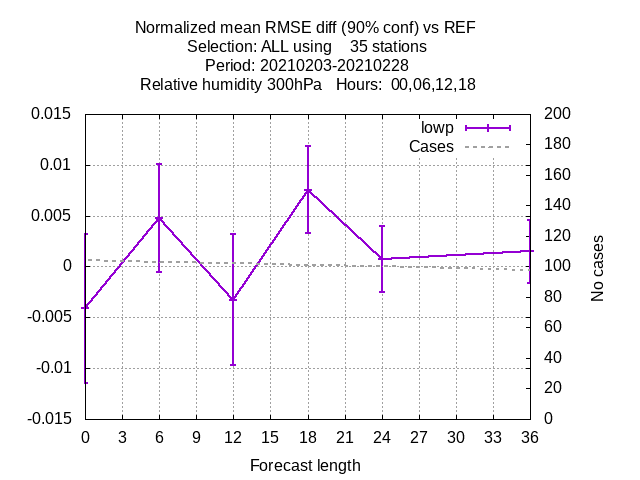 Normalized mean RMSE diff (90% conf) vs REF
Selection: ALL using    35 stations
Period: 20210203-20210228
Relative humidity 300hPa   Hours:  00,06,12,18
0.015
0.01
0.005
0
-0.005
-0.01
-0.015
lowp
Cases
200
180
160
140
120
100
80
60
40
20
0
No cases
0 3 6 9 12 15 18 21 24 27 30 33 36
Forecast length